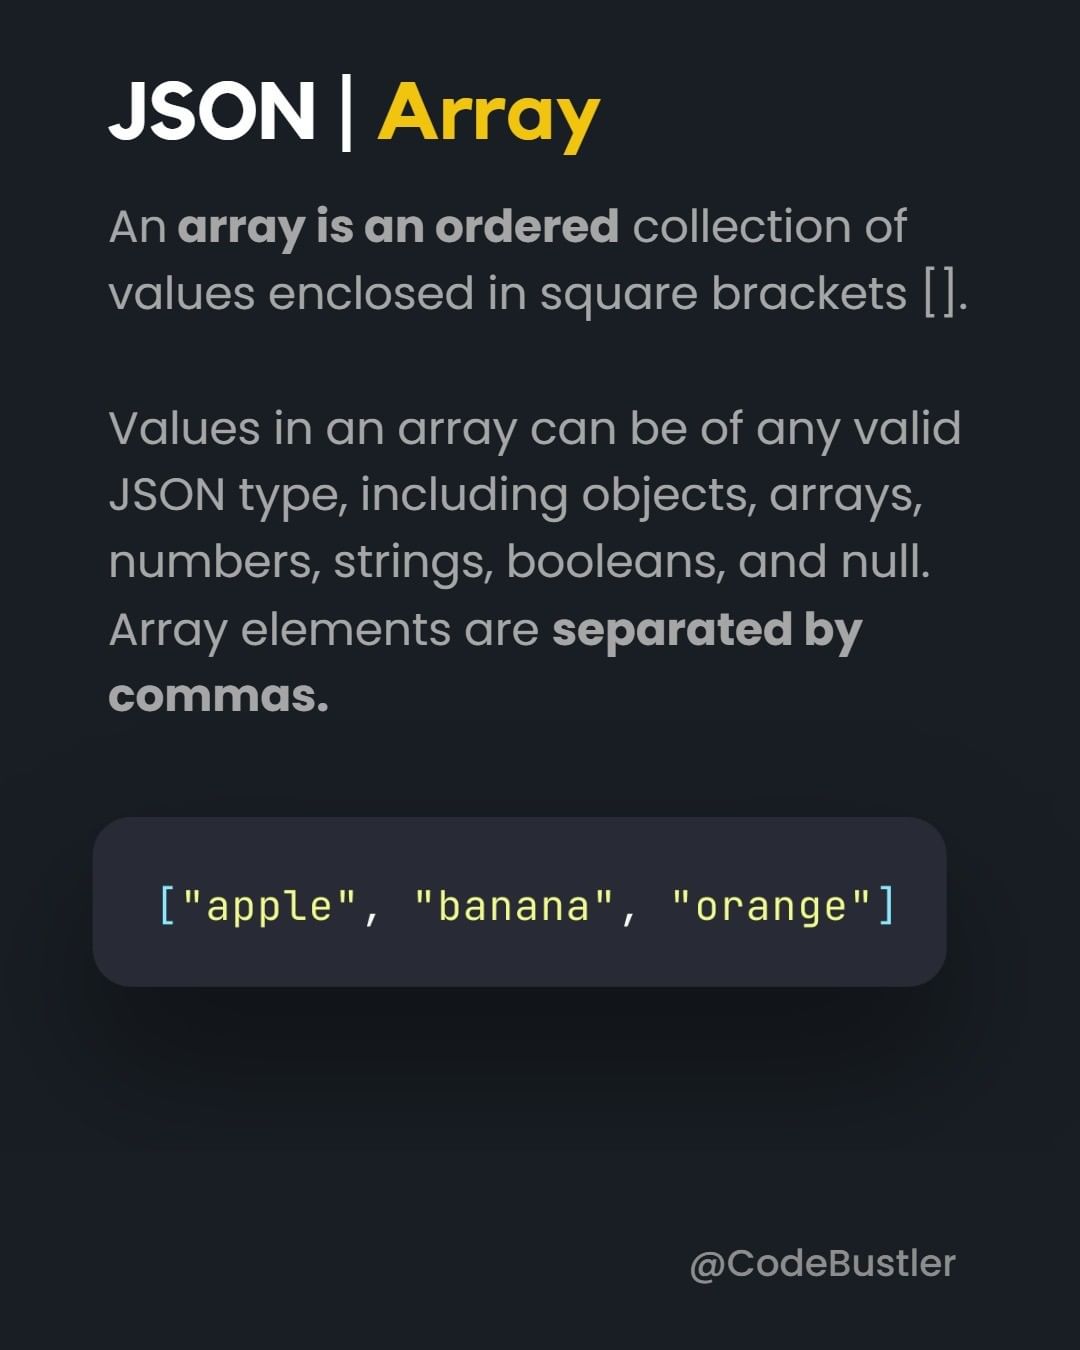 JSON | Array
An array is an ordered collection of
values enclosed in square brackets [].
Values in an array can be of any valid
JSON type, including objects, arrays,
numbers, strings, booleans, and null.
Array elements are separated by
commas.
["apple", "banana", "orange"]
@CodeBustler